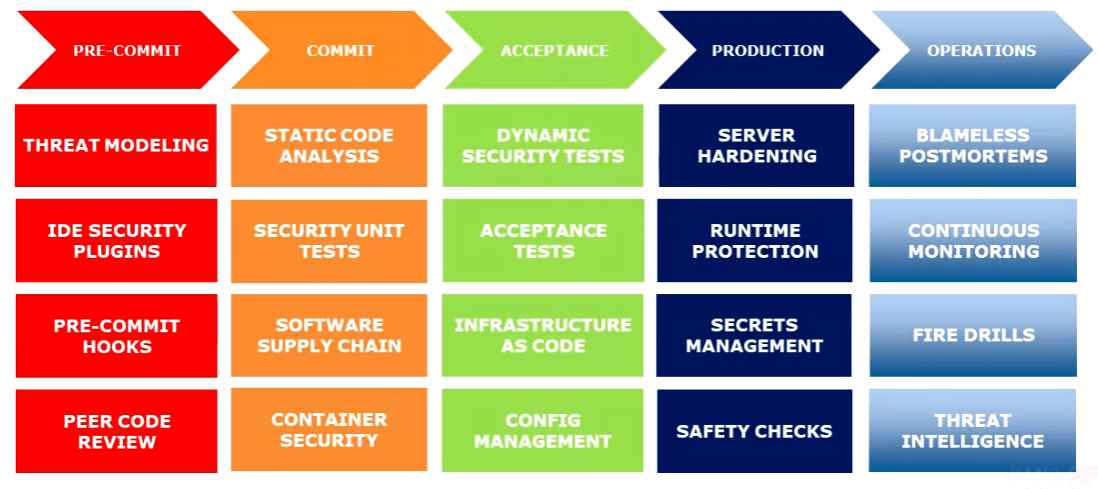 PRE-COMMIT
COMMIT
ACCEPTANCE
PRODUCTION
OPERATIONS
THREAT MODELING
STATIC CODE
ANALYSIS
DYNAMIC
SECURITY TESTS
SERVER
HARDENING
BLAMELESS
POSTMORTEMS
IDE SECURITY
PLUGINS
SECURITY UNIT
TESTS
ACCEPTANCE
TESTS
RUNTIME
PROTECTION
CONTINUOUS
MONITORING
PRE-COMMIT
HOOKS
SOFTWARE
SUPPLY CHAIN
INFRASTRUCTURE
AS CODE
SECRETS
MANAGEMENT
FIRE DRILLS
PEER CODE
REVIEW
CONTAINER
SECURITY
CONFIG
MANAGEMENT
SAFETY CHECKS
THREAT
INTELLIGENCE